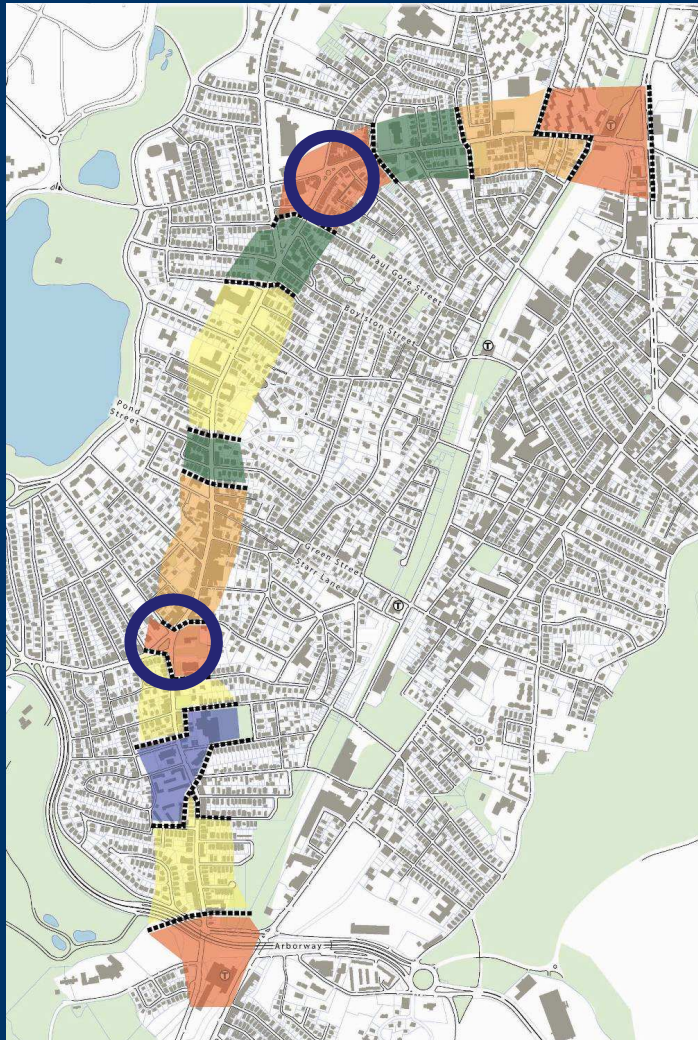 T
Paul Gore Street
Boylston Street
T
Pond
Street
Green Street
Starr Lane
T
Arborway
T